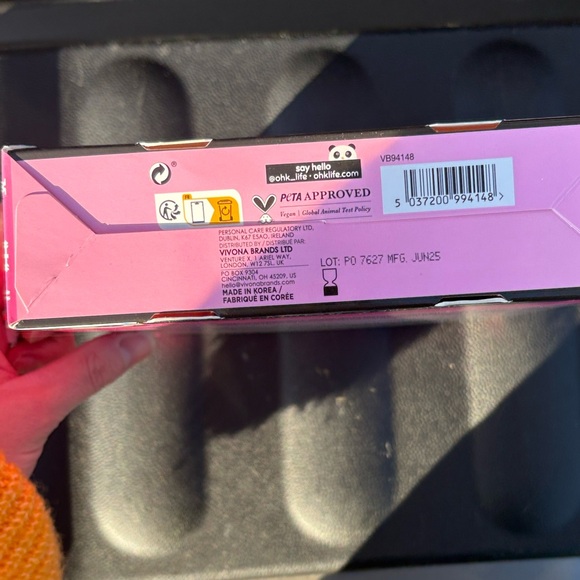 say hello
@ohk_life • ohklife.com
VB94148
5 037200 994148 >
FR
PETA APPROVED
Vegan | Global Animal Test Policy
PERSONAL CARE REGULATORY LTD,
DUBLIN, K67 E5A0, IRELAND
DISTRIBUTED BY / DISTRIBUÉ PAR:
VIVONA BRANDS LTD
VENTURE X, 1 ARIEL WAY,
LONDON, W12 7SL, UK
PO BOX 9304
CINCINNATI, OH 45209, US
hello@vivonabrands.com
MADE IN KOREA /
FABRIQUÉ EN CORÉE
LOT: PO 7627 MFG. JUN25